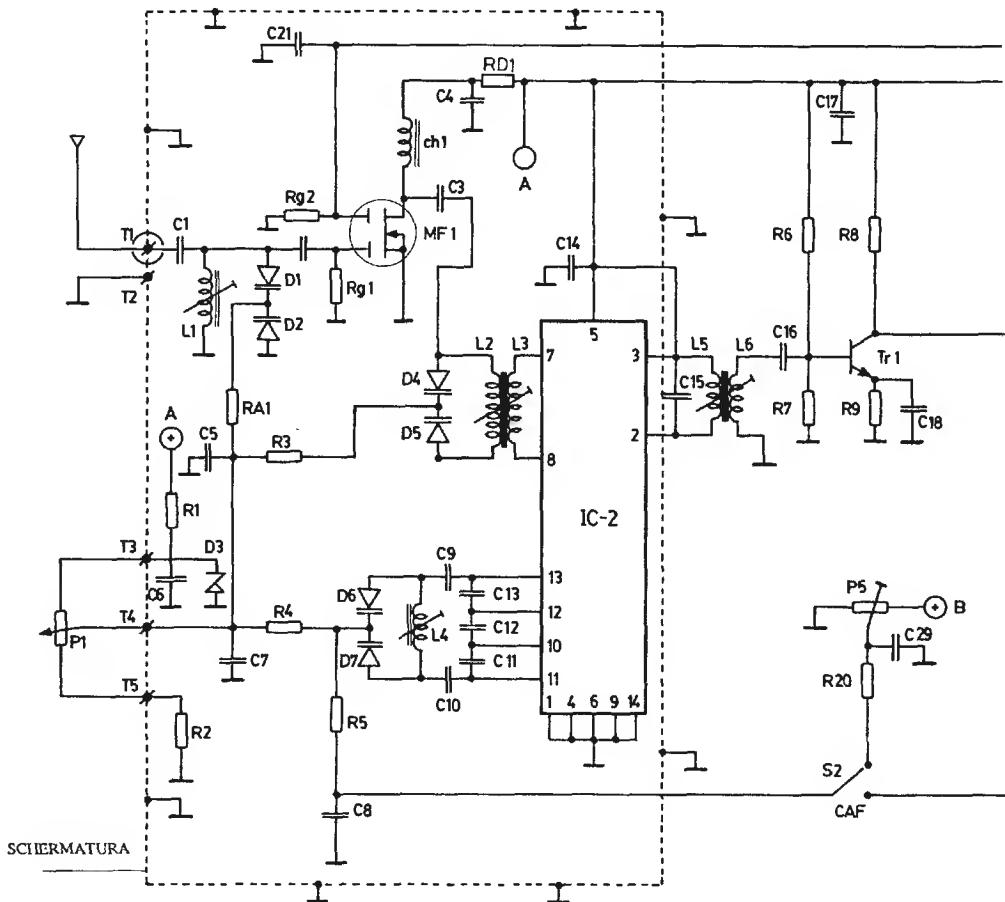 C21
RD1
C4
C17
ch1
A
Rg2
C3
R6
R8
T1
C1
MF1
C14
D1
T2
Rg1
L1
D2
5
L2
L3
7
3
L5
L6
C16
D4
C15
Tr1
A
RA1
D5
R7
R9
C18
C5
R3
2
8
R1
IC-2
T3
D3
C9
13
C6
D6
C13
P5
B
T4
R4
12
P1
L4
C12
C29
10
C7
D7
C11
T5
C10
11
R20
R2
R5
1 4 6 9 14
S2
C8
CAF
SCHERMATURA